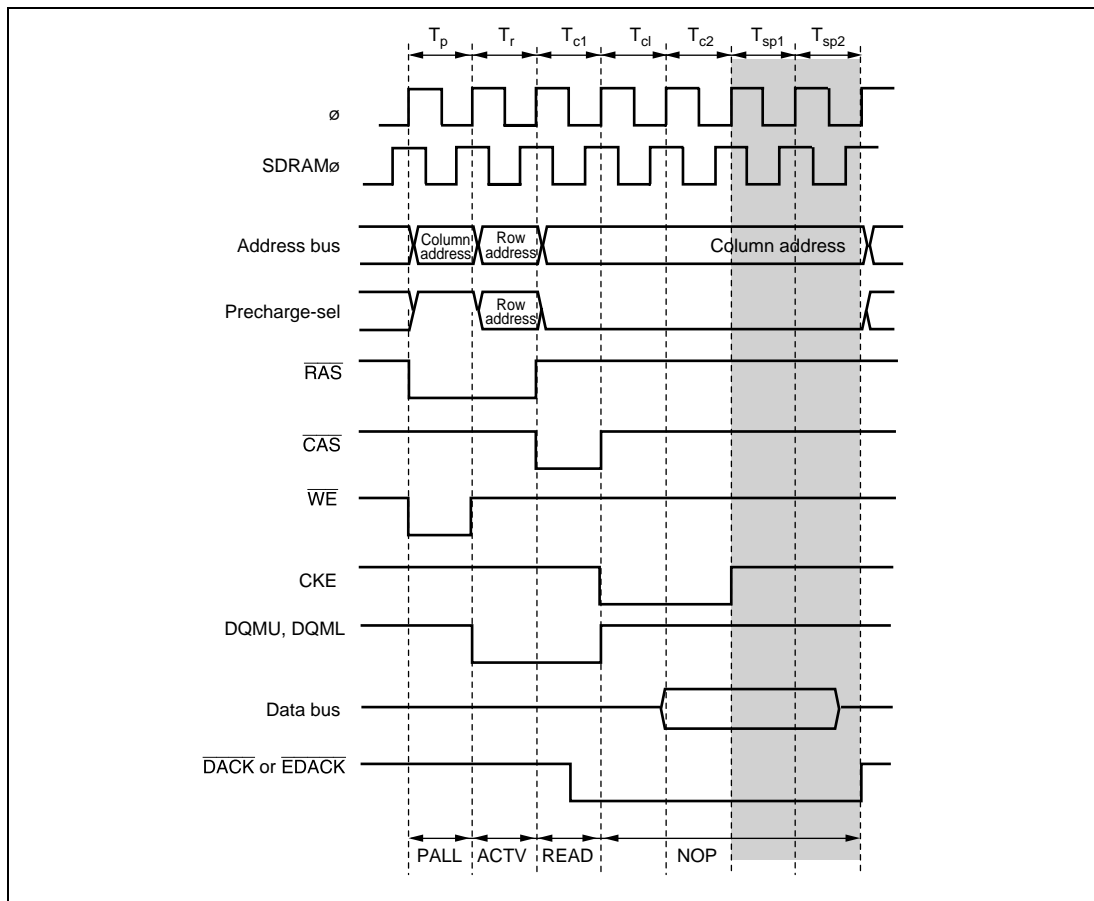 Tp Tr Tc1 Tcl Tc2 Tsp1 Tsp2
ø
SDRAMø
Address bus
Column address
Row address
Column address
Precharge-sel
Row address
RAS
CAS
WE
CKE
DQMU, DQML
Data bus
DACK or EDACK
PALL ACTV READ NOP